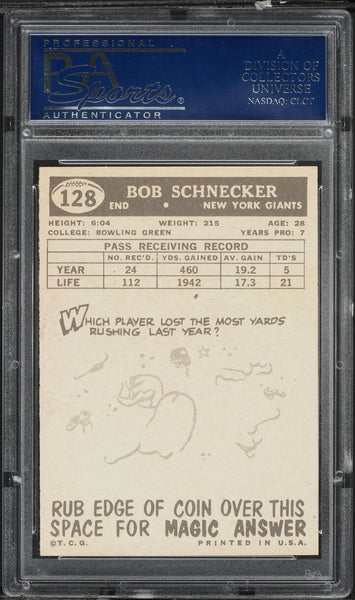 PROFESSIONAL
PSA
Sports ®
AUTHENTICATOR
A
DIVISION OF
COLLECTORS
UNIVERSE
NASDAQ: CLCT
128
BOB SCHNECKER
END • NEW YORK GIANTS
HEIGHT: 6:04 WEIGHT: 215 AGE: 28
COLLEGE: BOWLING GREEN YEARS PRO: 7
PASS RECEIVING RECORD
NO. REC'D. YDS. GAINED AV. GAIN TD'S
YEAR 24 460 19.2 5
LIFE 112 1942 17.3 21
WHICH PLAYER LOST THE MOST YARDS
RUSHING LAST YEAR?
RUB EDGE OF COIN OVER THIS
SPACE FOR MAGIC ANSWER
©T.C.G. PRINTED IN U.S.A.